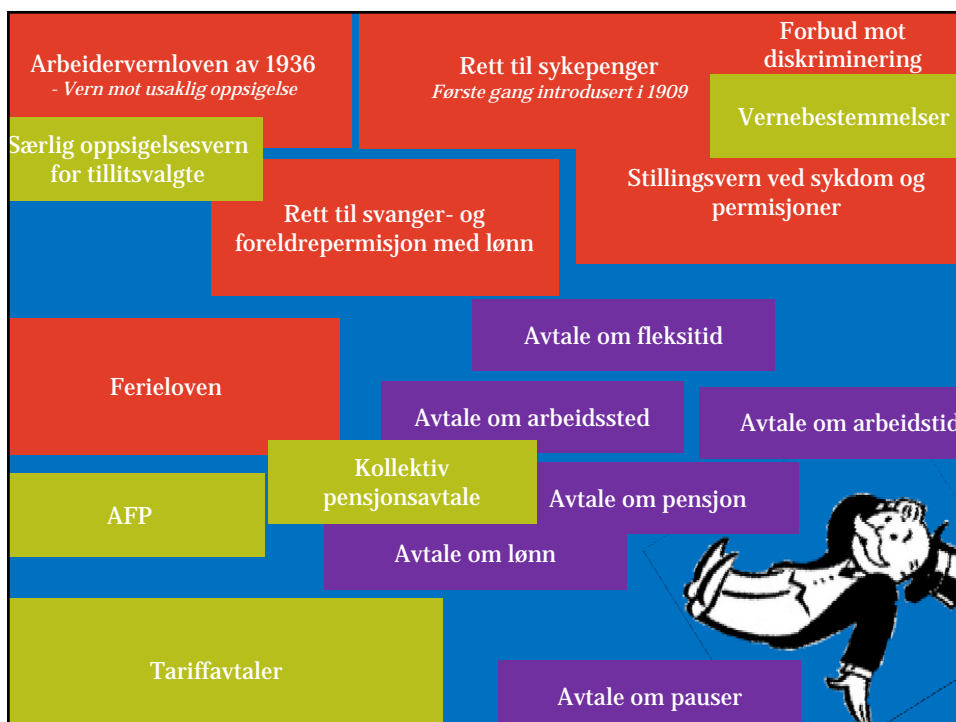 Arbeidervernloven av 1936
- Vern mot usaklig oppsigelse
Rett til sykepenger
Første gang introdusert i 1909
Forbud mot
diskriminering
Vernebestemmelser
Særlig oppsigelsesvern
for tillitsvalgte
Stillingsvern ved sykdom og
permisjoner
Rett til svanger- og
foreldrepermisjon med lønn
Avtale om fleksitid
Ferieloven
Avtale om arbeidssted
Avtale om arbeidstid
Kollektiv
pensjonsavtale
Avtale om pensjon
AFP
Avtale om lønn
Tariffavtaler
Avtale om pauser